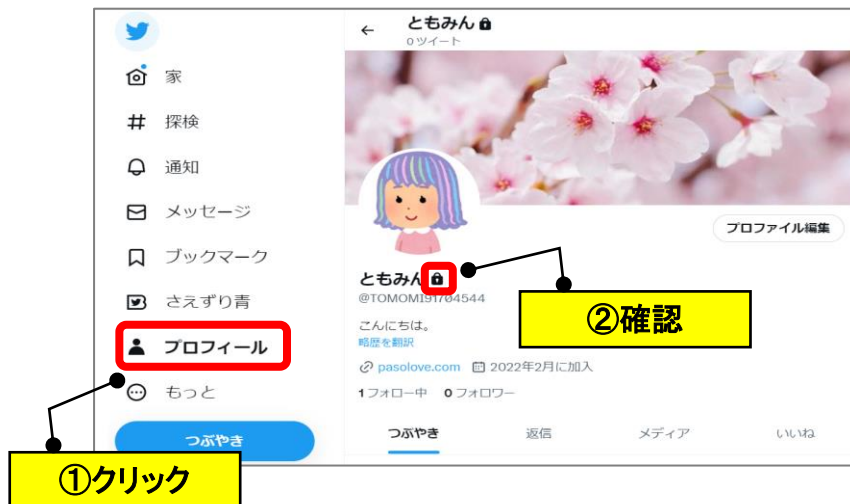 家
探検
通知
メッセージ
ブックマーク
さえずり青
プロフィール
もっと
つぶやき
①クリック
ともみん
0 ツイート
プロファイル編集
ともみん
@TOMOMI91704544
②確認
こんにちは。
略歴を翻訳
pasolove.com 2022年2月に加入
1 フォロー中 0 フォロワー
つぶやき 返信 メディア いいね